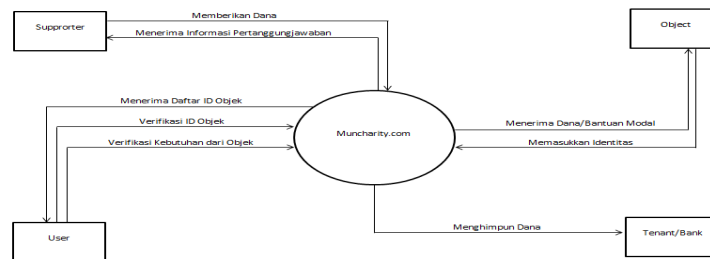 Memberikan Dana
Supprorter
Object
Menerima Informasi Pertanggungjawaban
Menerima Daftar ID Objek
Verifikasi ID Objek
Menerima Dana/Bantuan Modal
Muncharity.com
Verifikasi Kebutuhan dari Objek
Memasukkan Identitas
Menghimpun Dana
User
Tenant/Bank